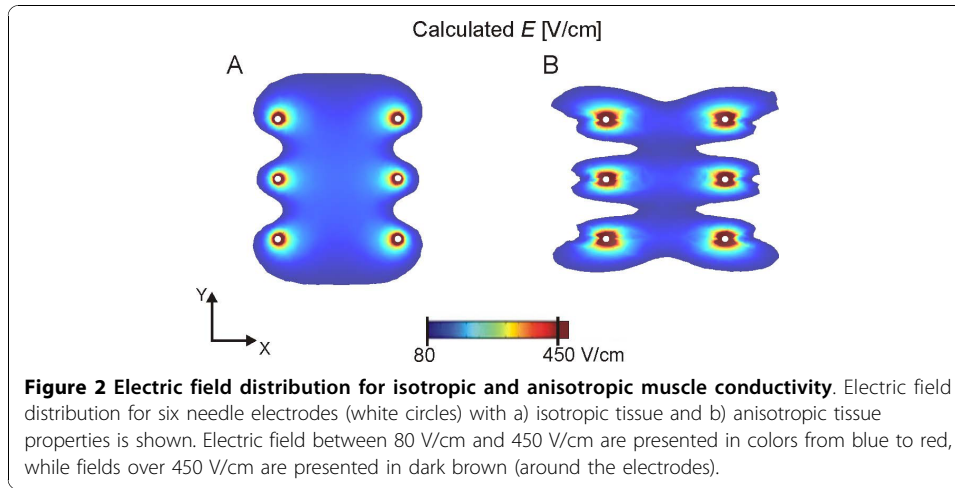 Calculated E [V/cm]
A
B
Y
X
80
450 V/cm
Figure 2 Electric field distribution for isotropic and anisotropic muscle conductivity. Electric field
distribution for six needle electrodes (white circles) with a) isotropic tissue and b) anisotropic tissue
properties is shown. Electric field between 80 V/cm and 450 V/cm are presented in colors from blue to red,
while fields over 450 V/cm are presented in dark brown (around the electrodes).